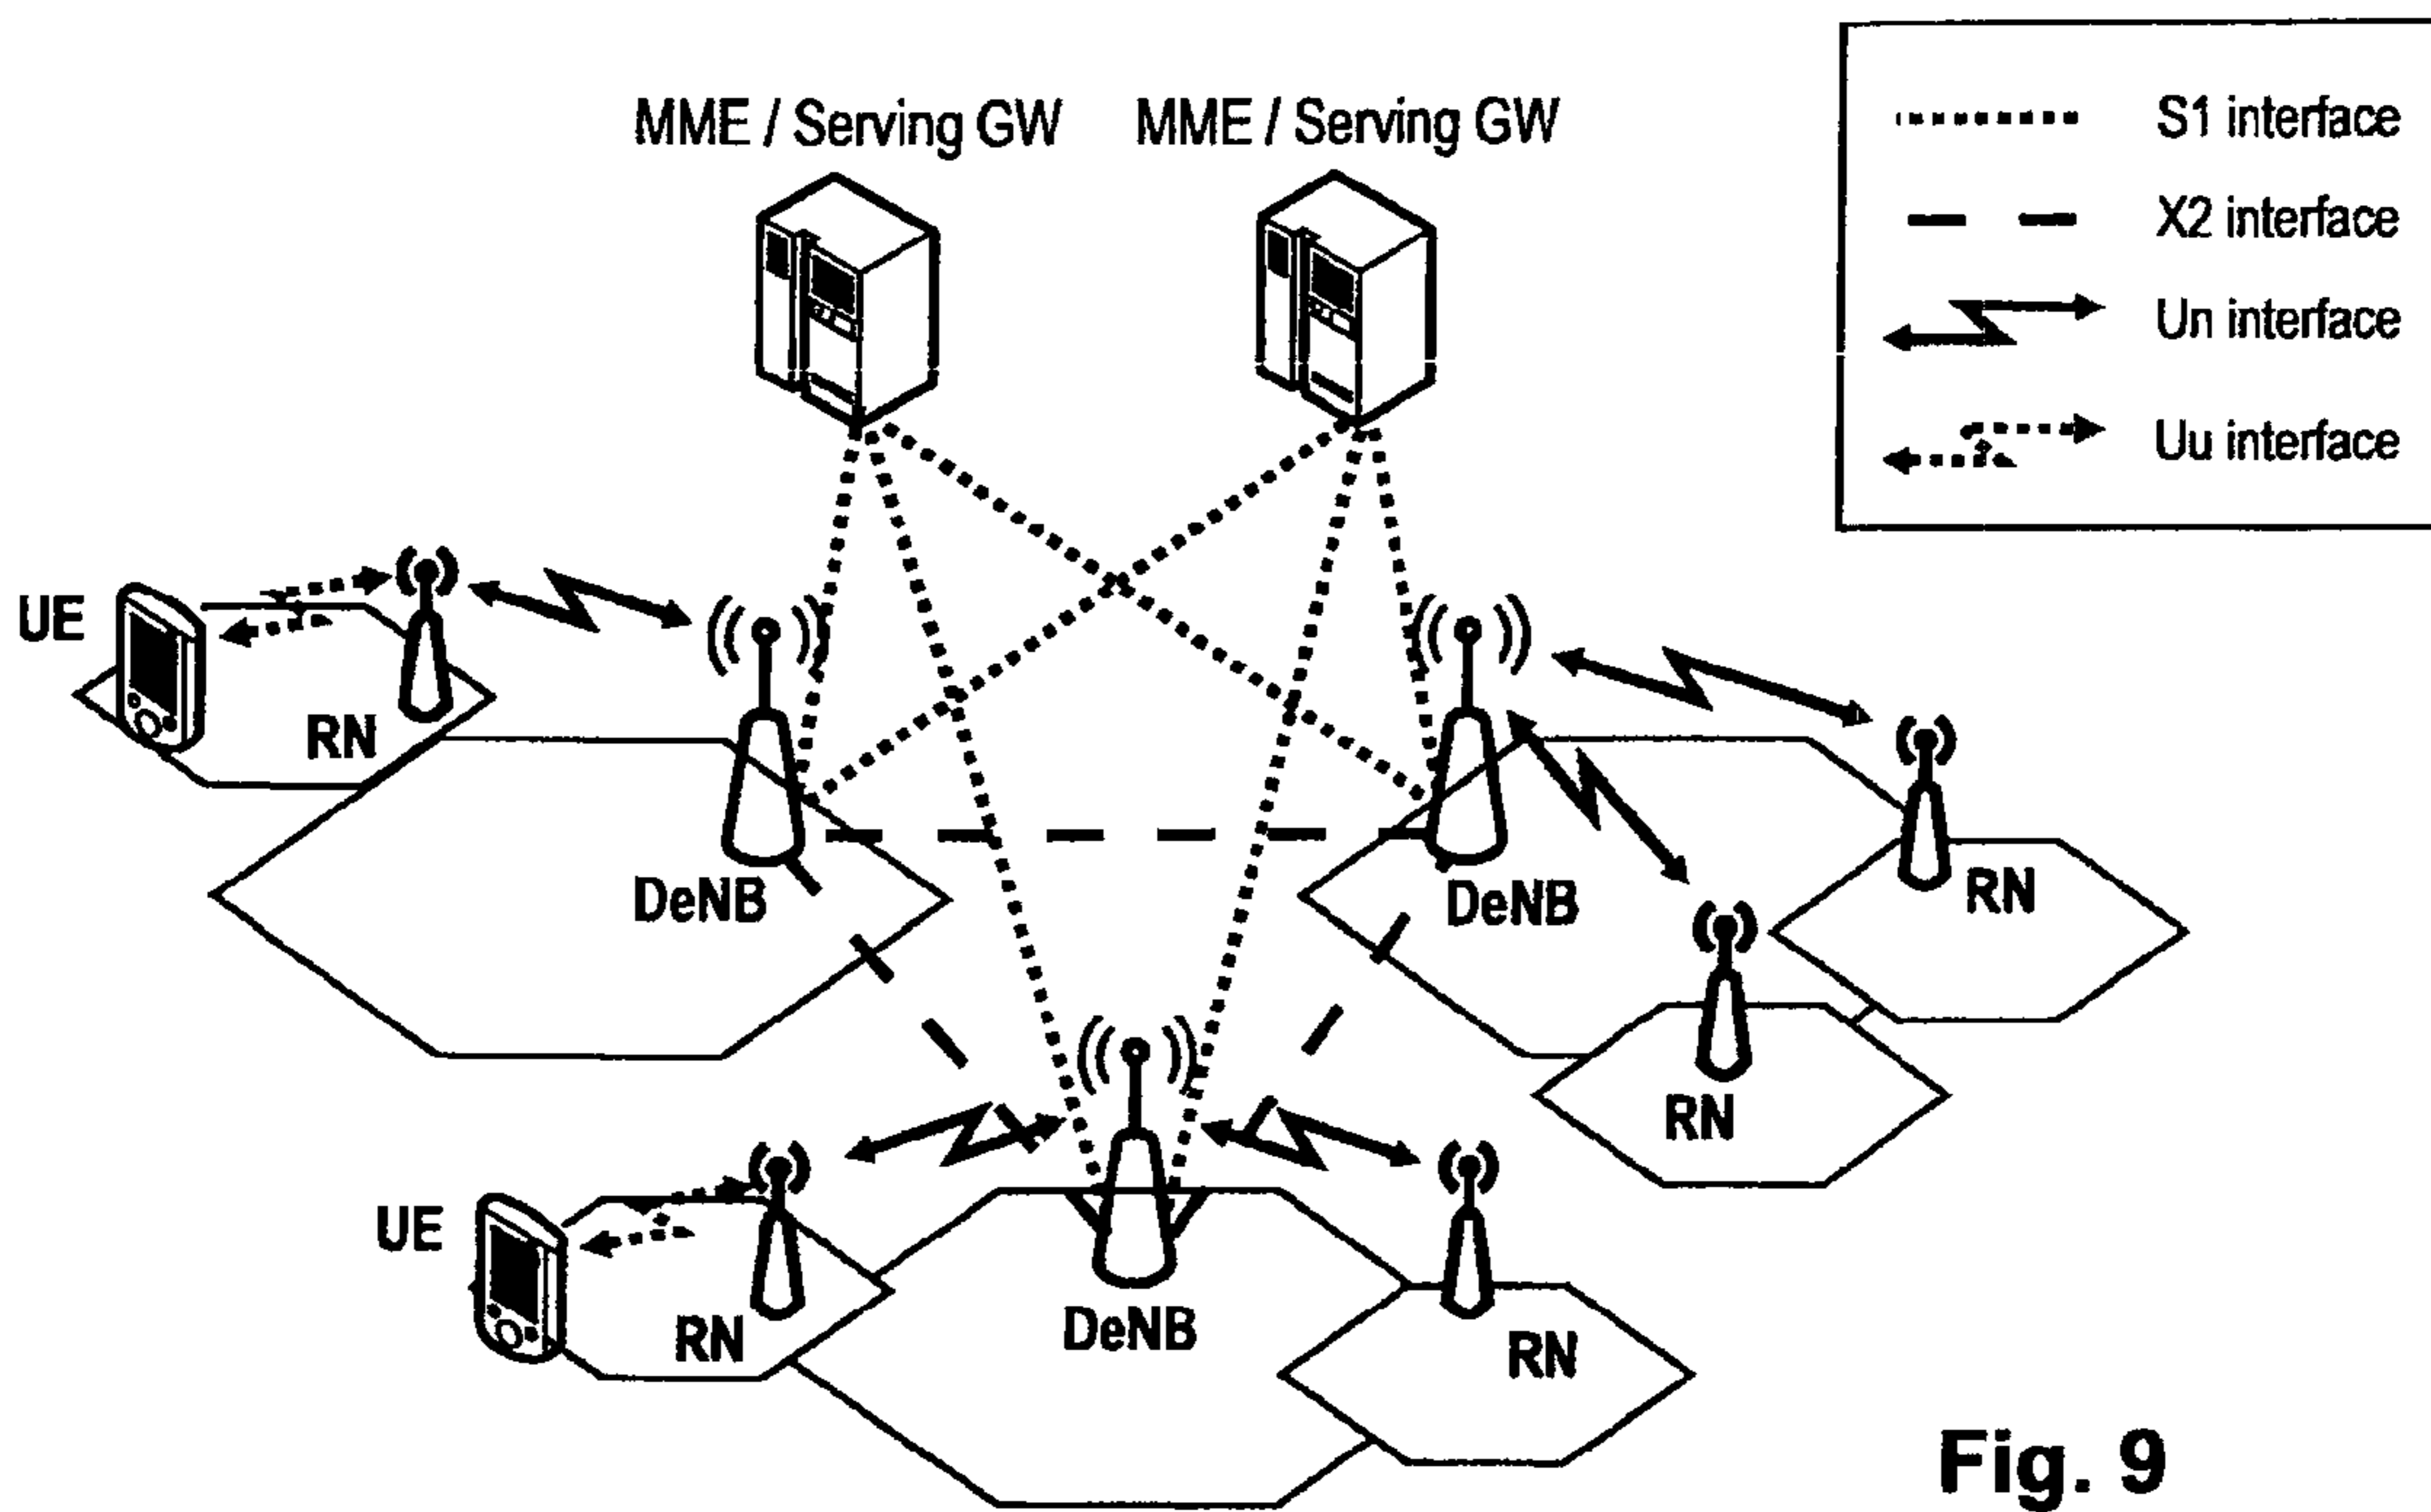 MME / Serving GW
MME / Serving GW
S1 interface
X2 interface
Un interface
Uu interface
UE
RN
DeNB
DeNB
RN
RN
UE
RN
DeNB
RN
Fig. 9